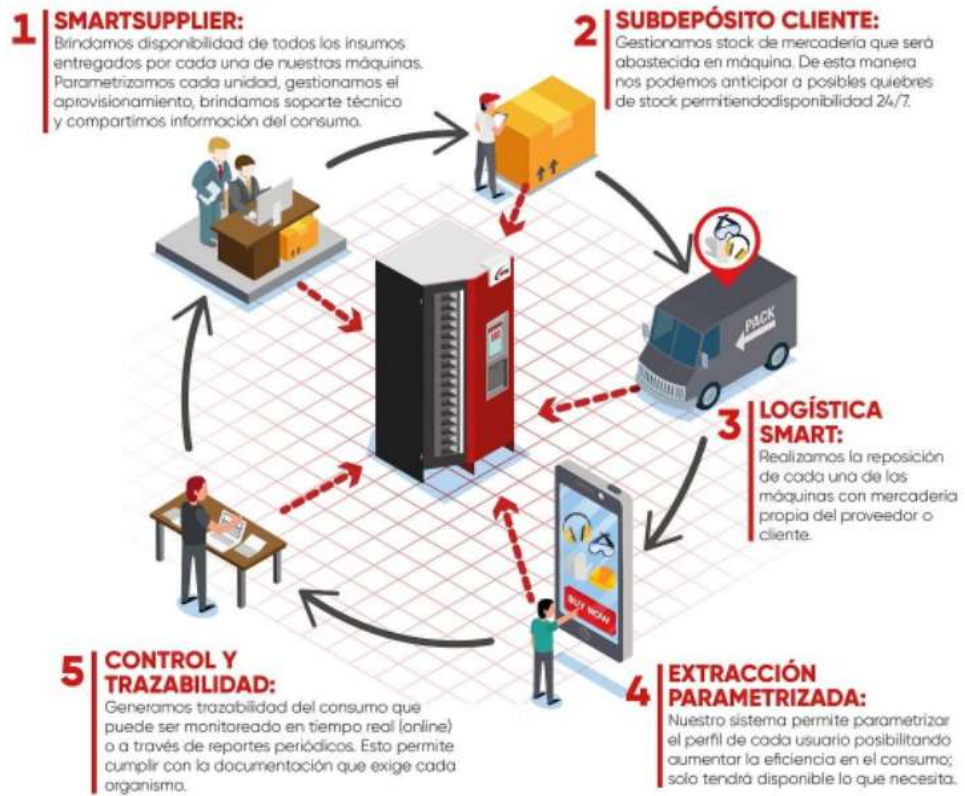 1 SMARTSUPPLIER:
Brindamos disponibilidad de todos los insumos
entregados por cada una de nuestras máquinas.
Parametrizamos cada unidad, gestionamos el
aprovisionamiento, brindamos soporte técnico
y compartimos información del consumo.
2 SUBDEPÓSITO CLIENTE:
Gestionamos stock de mercadería que será
abastecida en máquina. De esta manera
nos podemos anticipar a posibles quiebres
de stock permitiendodisponibilidad 24/7.
PACK
3 LOGÍSTICA
SMART:
Realizamos la reposición
de cada una de las
máquinas con mercadería
propia del proveedor o
cliente.
BUY NOW
4 EXTRACCIÓN
PARAMETRIZADA:
Nuestro sistema permite parametrizar
el perfil de cada usuario posibilitando
aumentar la eficiencia en el consumo;
solo tendrá disponible lo que necesita.
5 CONTROL Y
TRAZABILIDAD:
Generamos trazabilidad del consumo que
puede ser monitoreado en tiempo real (online)
o a través de reportes periódicos. Esto permite
cumplir con la documentación que exige cada
organismo.